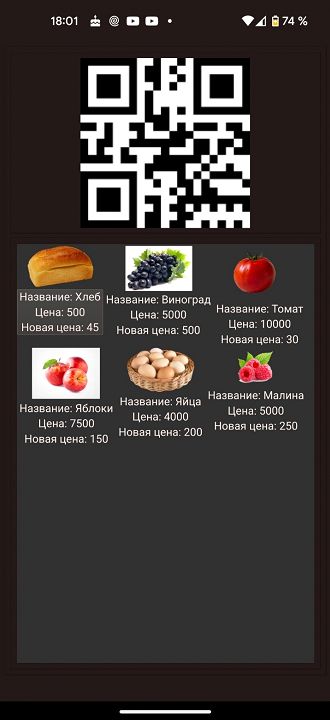 18:01
74 %
Название: Хлеб
Цена: 500
Новая цена: 45
Название: Виноград
Цена: 5000
Новая цена: 500
Название: Томат
Цена: 10000
Новая цена: 30
Название: Яблоки
Цена: 7500
Новая цена: 150
Название: Яйца
Цена: 4000
Новая цена: 200
Название: Малина
Цена: 5000
Новая цена: 250